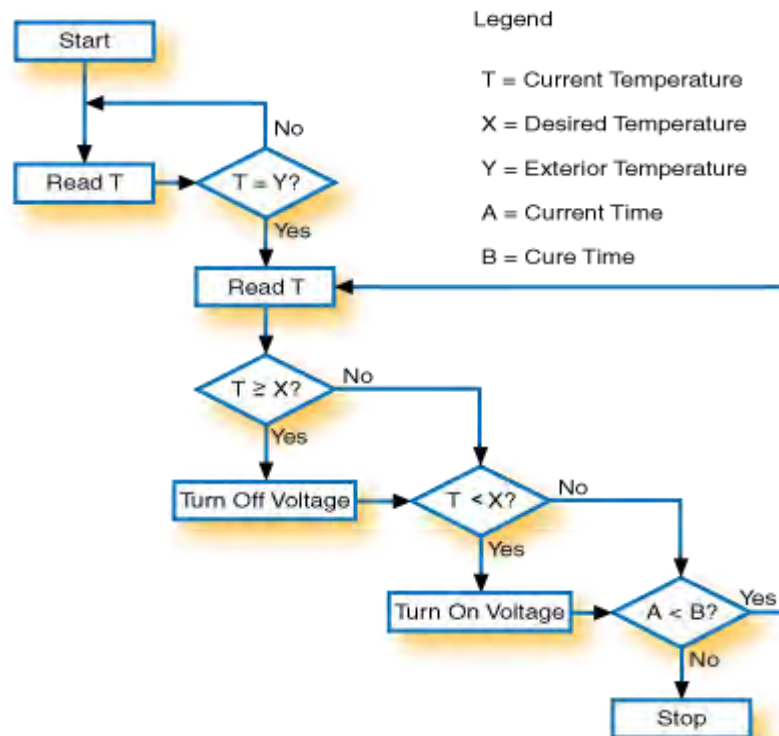 Start
Legend
T = Current Temperature
No
X = Desired Temperature
Read T
T = Y?
Y = Exterior Temperature
Yes
A = Current Time
Read T
B = Cure Time
T ≥ X?
No
Yes
Turn Off Voltage
T < X?
No
Yes
Turn On Voltage
A < B?
Yes
No
Stop